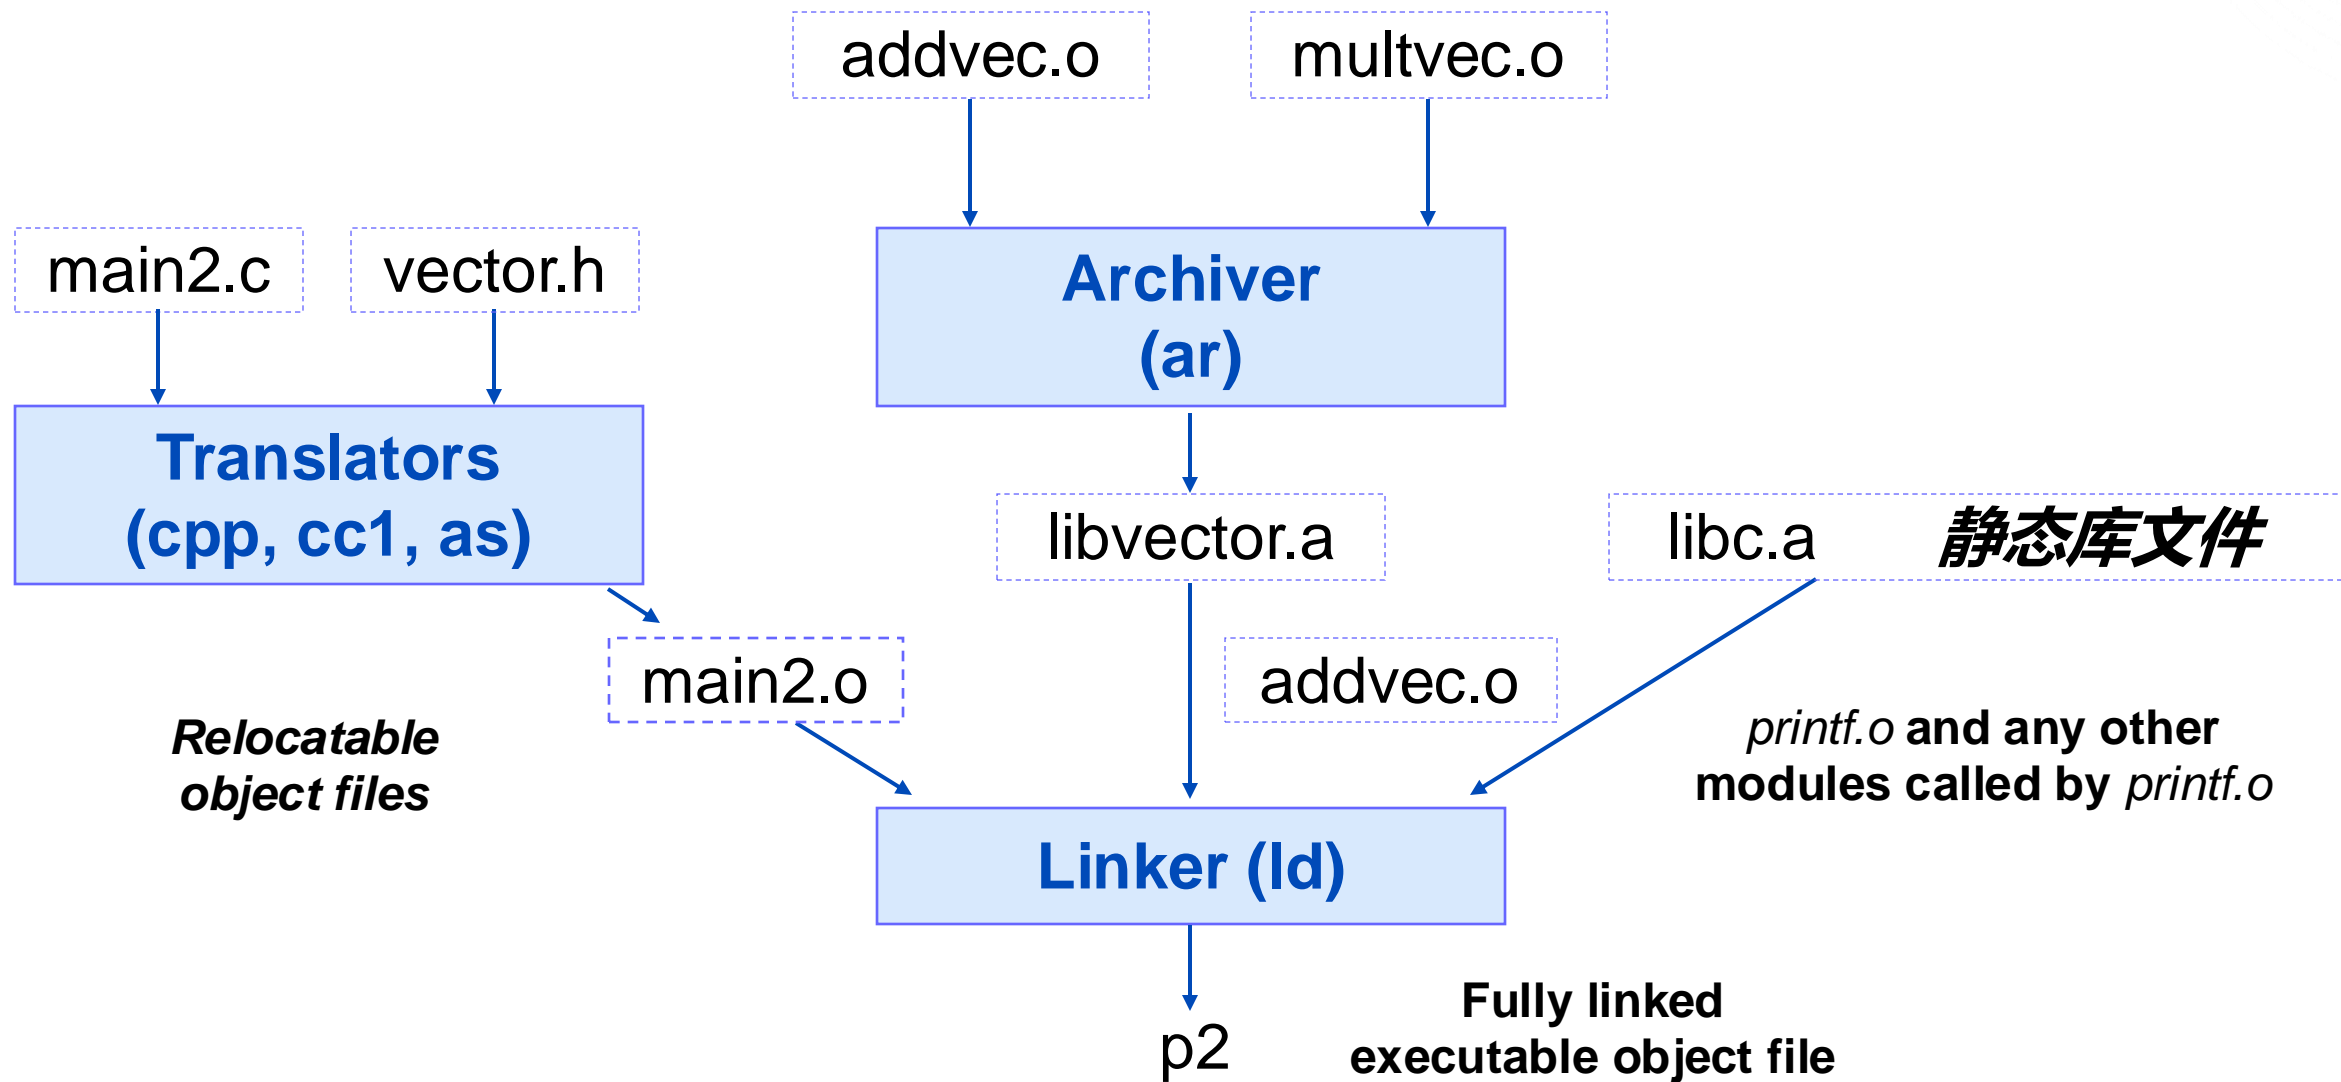 addvec.o
multvec.o
main2.c
vector.h
Archiver
(ar)
Translators
(cpp, cc1, as)
libvector.a
libc.a 静态库文件
main2.o
addvec.o
Relocatable
object files
printf.o and any other
modules called by printf.o
Linker (ld)
p2
Fully linked
executable object file